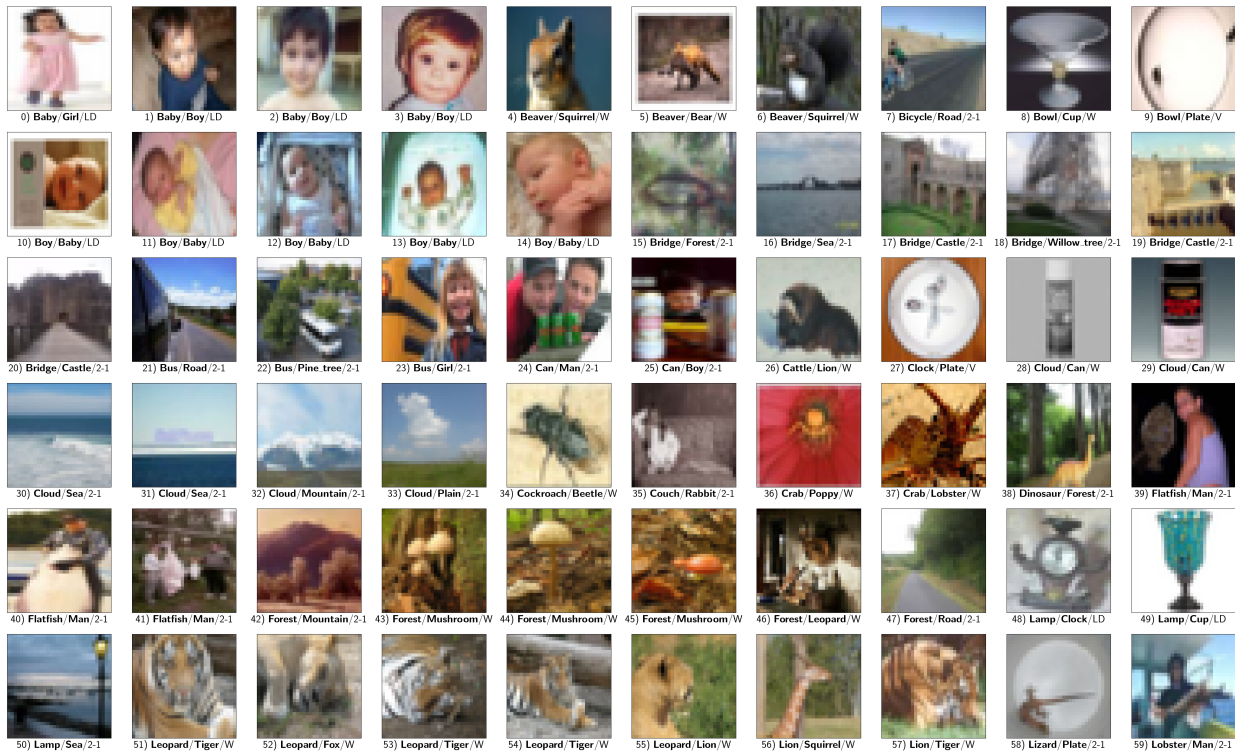 0) Baby/Girl/LD
1) Baby/Boy/LD
2) Baby/Boy/LD
3) Baby/Boy/LD
4) Beaver/Squirrel/W
5) Beaver/Bear/W
6) Beaver/Squirrel/W
7) Bicycle/Road/2-1
8) Bowl/Cup/W
9) Bowl/Plate/V
10) Boy/Baby/LD
11) Boy/Baby/LD
12) Boy/Baby/LD
13) Boy/Baby/LD
14) Boy/Baby/LD
15) Bridge/Forest/2-1
16) Bridge/Sea/2-1
17) Bridge/Castle/2-1
18) Bridge/Willow_tree/2-1
19) Bridge/Castle/2-1
20) Bridge/Castle/2-1
21) Bus/Road/2-1
22) Bus/Pine_tree/2-1
23) Bus/Girl/2-1
24) Can/Man/2-1
25) Can/Boy/2-1
26) Cattle/Lion/W
27) Clock/Plate/V
28) Cloud/Can/W
29) Cloud/Can/W
30) Cloud/Sea/2-1
31) Cloud/Sea/2-1
32) Cloud/Mountain/2-1
33) Cloud/Plain/2-1
34) Cockroach/Beetle/W
35) Couch/Rabbit/2-1
36) Crab/Poppy/W
37) Crab/Lobster/W
38) Dinosaur/Forest/2-1
39) Flatfish/Man/2-1
40) Flatfish/Man/2-1
41) Flatfish/Man/2-1
42) Forest/Mountain/2-1
43) Forest/Mushroom/W
44) Forest/Mushroom/W
45) Forest/Mushroom/W
46) Forest/Leopard/W
47) Forest/Road/2-1
48) Lamp/Clock/LD
49) Lamp/Cup/LD
50) Lamp/Sea/2-1
51) Leopard/Tiger/W
52) Leopard/Fox/W
53) Leopard/Tiger/W
54) Leopard/Tiger/W
55) Leopard/Lion/W
56) Lion/Squirrel/W
57) Lion/Tiger/W
58) Lizard/Plate/2-1
59) Lobster/Man/2-1